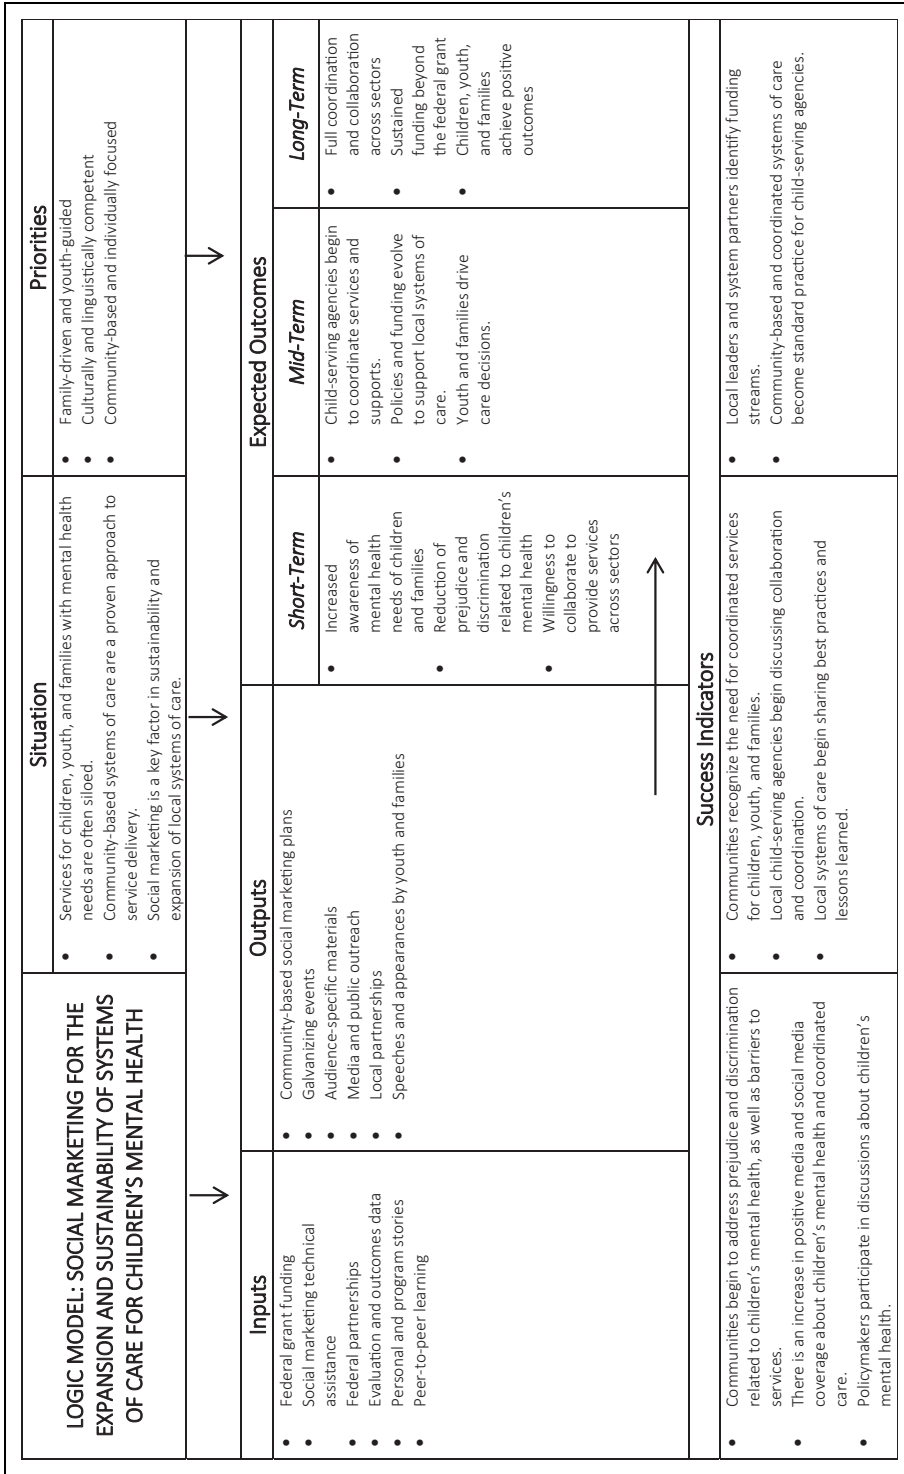 LOGIC MODEL: SOCIAL MARKETING FOR THE
EXPANSION AND SUSTAINABILITY OF SYSTEMS
OF CARE FOR CHILDREN’S MENTAL HEALTH
Situation
• Services for children, youth, and families with mental health
needs are often siloed.
• Community-based systems of care are a proven approach to
service delivery.
• Social marketing is a key factor in sustainability and
expansion of local systems of care.
Priorities
• Family-driven and youth-guided
• Culturally and linguistically competent
• Community-based and individually focused
Inputs
• Federal grant funding
• Social marketing technical
assistance
• Federal partnerships
• Evaluation and outcomes data
• Personal and program stories
• Peer-to-peer learning
Outputs
• Community-based social marketing plans
• Galvanizing events
• Audience-specific materials
• Media and public outreach
• Local partnerships
• Speeches and appearances by youth and families
Expected Outcomes
Short-Term
• Increased
awareness of
mental health
needs of children
and families
• Reduction of
prejudice and
discrimination
related to children’s
mental health
• Willingness to
collaborate to
provide services
across sectors
Mid-Term
• Child-serving agencies begin
to coordinate services and
supports.
• Policies and funding evolve
to support local systems of
care.
• Youth and families drive
care decisions.
Long-Term
• Full coordination
and collaboration
across sectors
• Sustained
funding beyond
the federal grant
• Children, youth,
and families
achieve positive
outcomes
Success Indicators
• Communities begin to address prejudice and discrimination
related to children’s mental health, as well as barriers to
services.
• There is an increase in positive media and social media
coverage about children’s mental health and coordinated
care.
• Policymakers participate in discussions about children’s
mental health.
• Communities recognize the need for coordinated services
for children, youth, and families.
• Local child-serving agencies begin discussing collaboration
and coordination.
• Local systems of care begin sharing best practices and
lessons learned.
• Local leaders and system partners identify funding
streams.
• Community-based and coordinated systems of care
become standard practice for child-serving agencies.